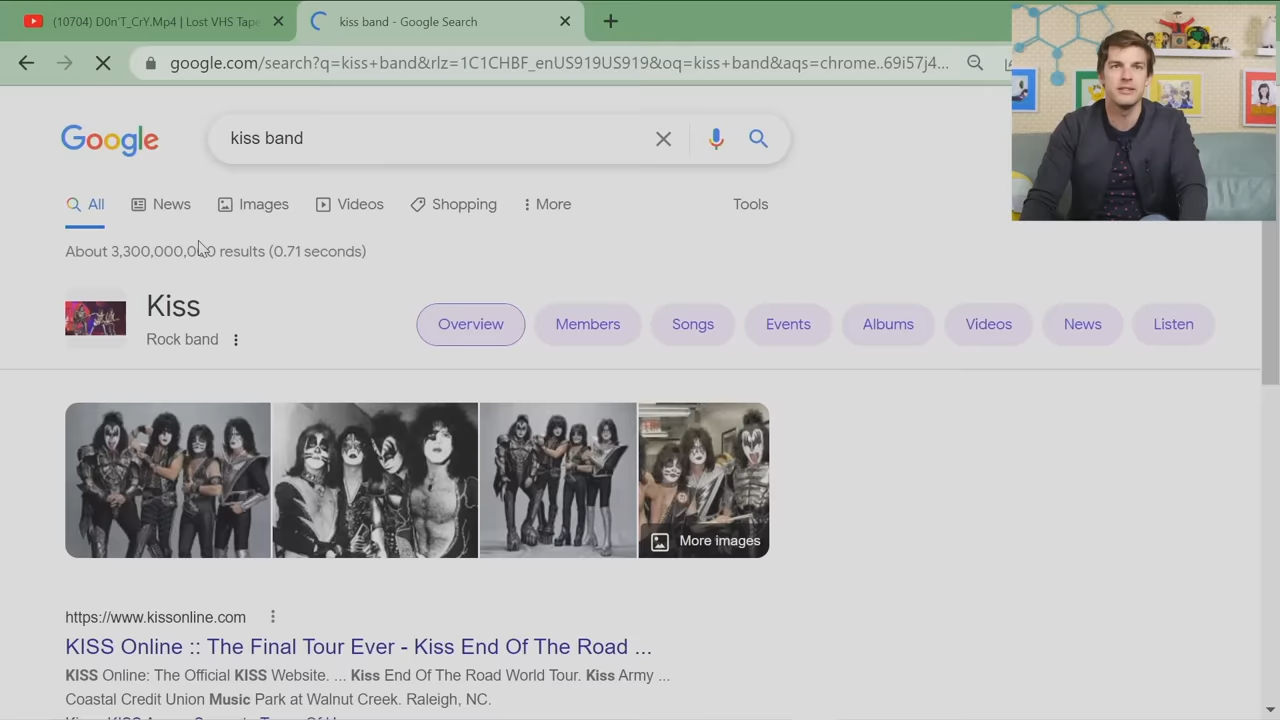 (10704) D0n'T_CrY.Mp4 | Lost VHS Tape
kiss band - Google Search
google.com/search?q=kiss+band&rlz=1C1CHBF_enUS919US919&oq=kiss+band&aqs=chrome..69i57j4...
Google
kiss band
All
News
Images
Videos
Shopping
More
Tools
About 3,300,000,000 results (0.71 seconds)
Kiss
Rock band
Overview
Members
Songs
Events
Albums
Videos
News
Listen
More images
https://www.kissonline.com
KISS Online :: The Final Tour Ever - Kiss End Of The Road ...
KISS Online: The Official KISS Website. ... Kiss End Of The Road World Tour. Kiss Army ...
Coastal Credit Union Music Park at Walnut Creek. Raleigh, NC.